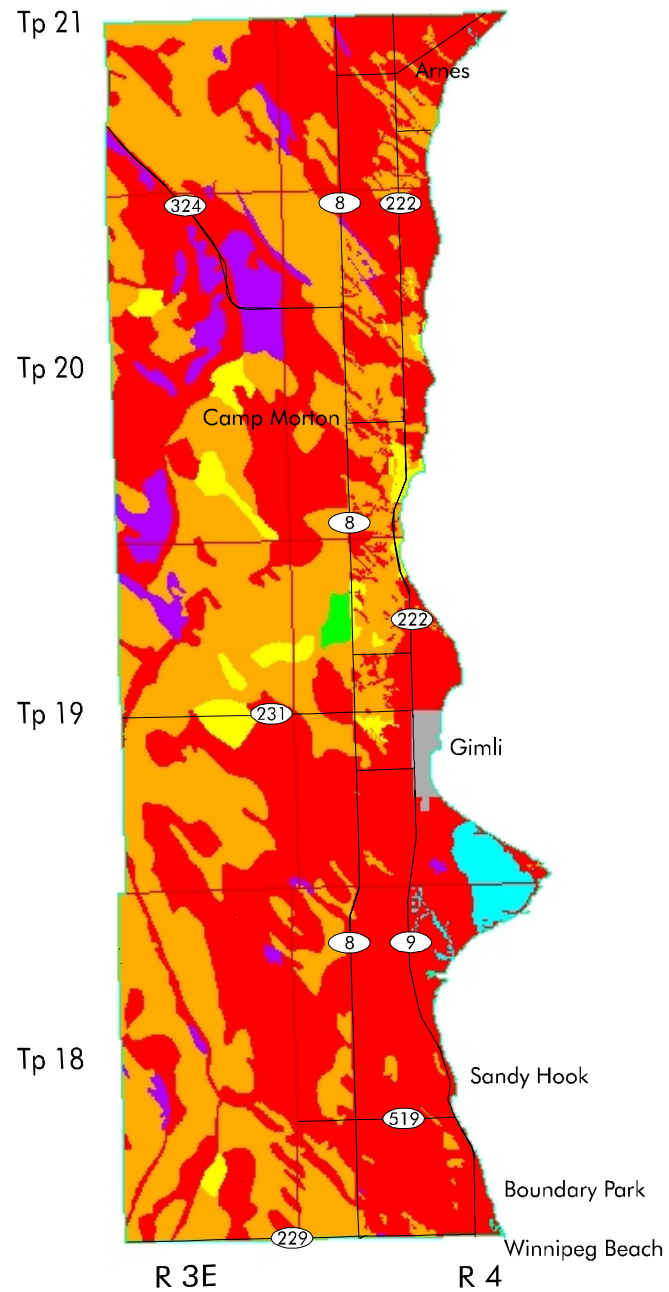 Tp 21
Arnes
324
8
222
Tp 20
Camp Morton
8
222
Tp 19
231
Gimli
8
9
Tp 18
Sandy Hook
519
Boundary Park
229
Winnipeg Beach
R 3E
R 4